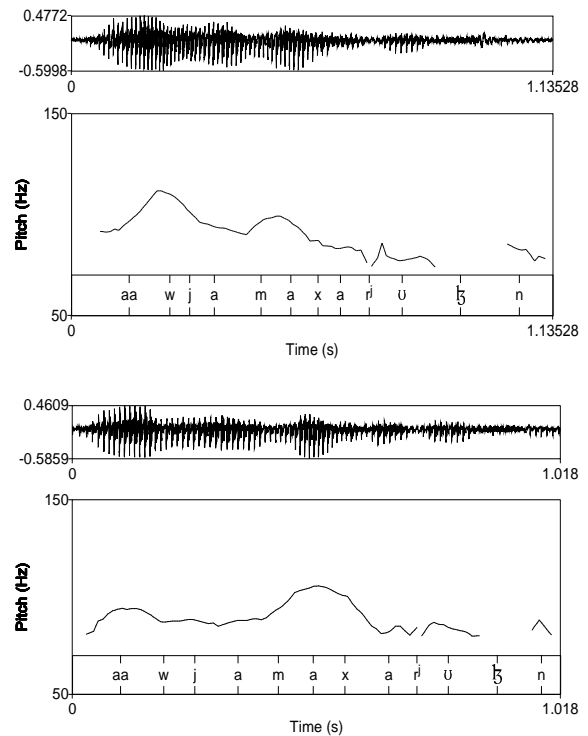 0.4772
-0.5998
0 1.13528
150
Pitch (Hz)
aa w j a m a x a rʲ ʊ ɮ n
50
0 1.13528
Time (s)
0.4609
-0.5859
0 1.018
150
Pitch (Hz)
aa w j a m a x a rʲ ʊ ɮ n
50
0 1.018
Time (s)